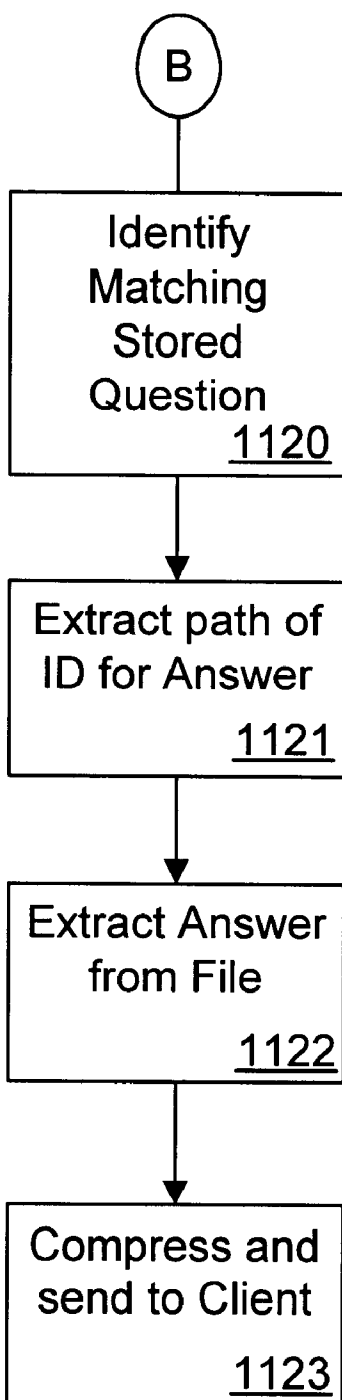 B
Identify
Matching
Stored
Question
1120
Extract path of
ID for Answer
1121
Extract Answer
from File
1122
Compress and
send to Client
1123